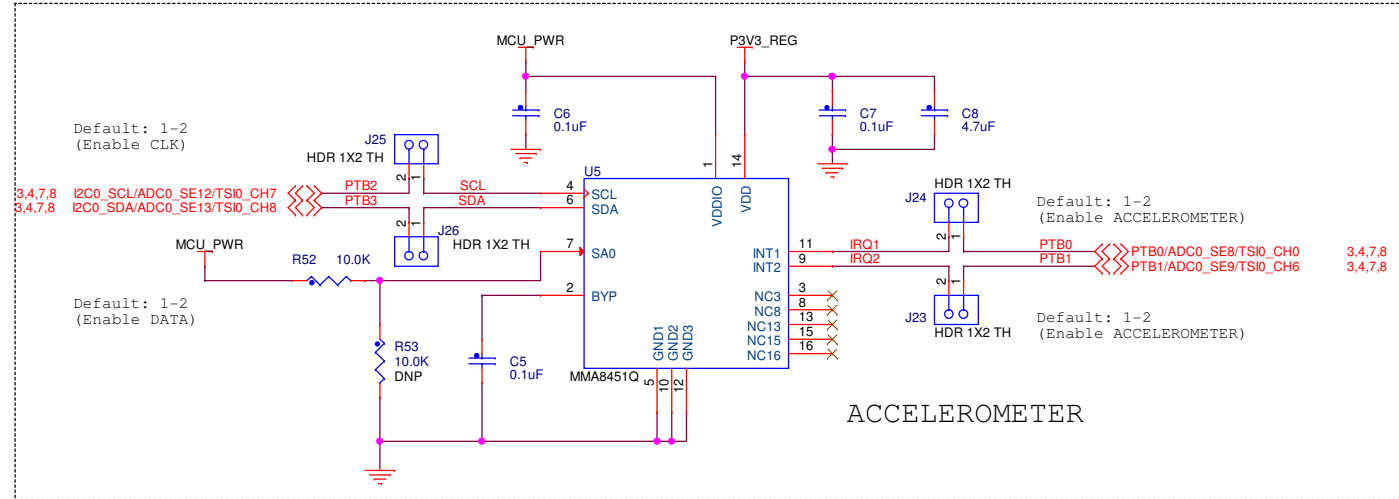 MCU_PWR
P3V3_REG
C6
0.1uF
C7
0.1uF
C8
4.7uF
Default: 1-2
(Enable CLK)
J25
HDR 1X2 TH
2
1
1
14
U5
VDDIO
VDD
3,4,7,8 I2C0_SCL/ADC0_SE12/TSI0_CH7 PTB2 SCL 4 SCL
3,4,7,8 I2C0_SDA/ADC0_SE13/TSI0_CH8 PTB3 SDA 6 SDA
2
1
J26
HDR 1X2 TH
MCU_PWR
7 SA0
R52 10.0K
2 BYP
Default: 1-2
(Enable DATA)
R53
10.0K
DNP
C5
0.1uF
HDR 1X2 TH
J24
Default: 1-2
(Enable ACCELEROMETER)
2
1
INT1 11 IRQ1 PTB0 PTB0/ADC0_SE8/TSI0_CH0 3,4,7,8
INT2 9 IRQ2 PTB1 PTB1/ADC0_SE9/TSI0_CH6 3,4,7,8
2
1
J23
HDR 1X2 TH
Default: 1-2
(Enable ACCELEROMETER)
NC3 3
NC8 8
NC13 13
NC15 15
NC16 16
GND1
GND2
GND3
MMA8451Q
5
10
12
ACCELEROMETER